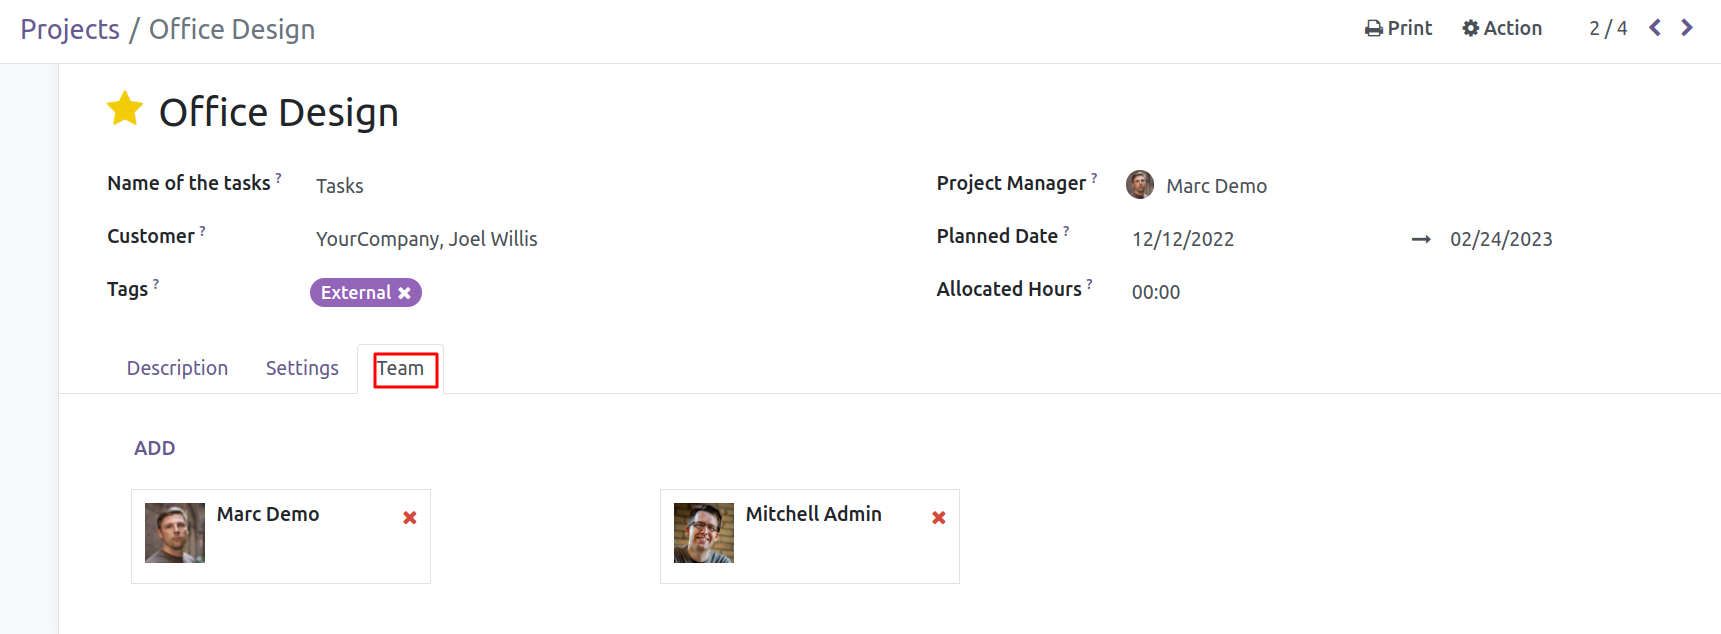 Projects / Office Design
Print Action 2 / 4
Office Design
Name of the tasks ? Tasks
Project Manager ? Marc Demo
Customer ? YourCompany, Joel Willis
Planned Date ? 12/12/2022 → 02/24/2023
Tags ? External ✖
Allocated Hours ? 00:00
Description Settings Team
ADD
Marc Demo ✖
Mitchell Admin ✖